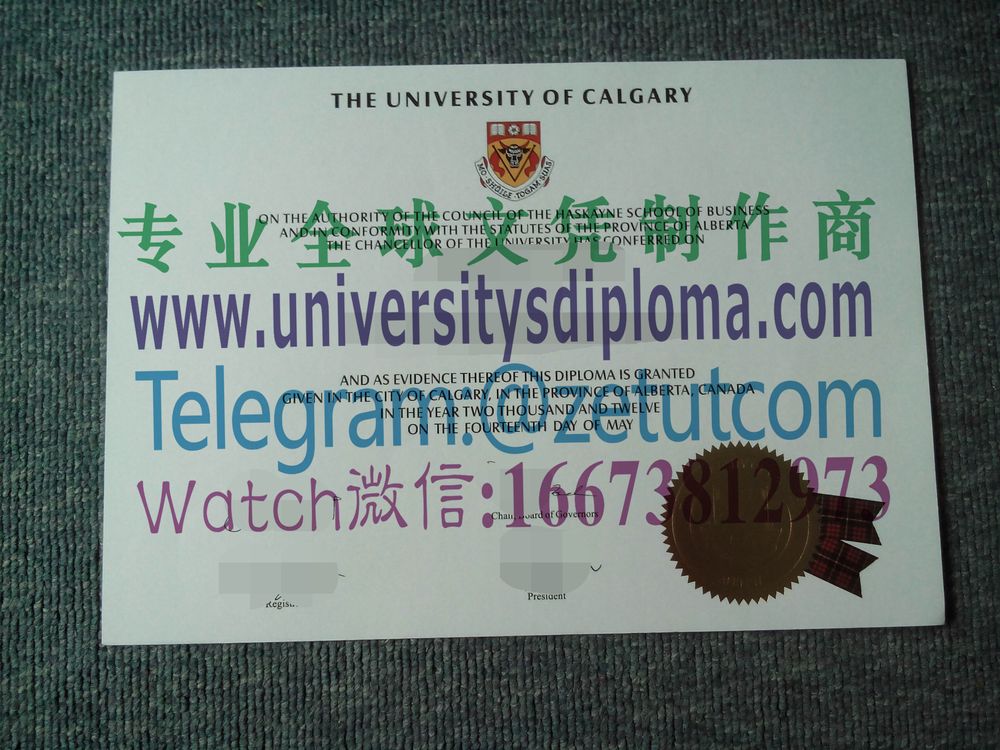 THE UNIVERSITY OF CALGARY
MO SHÙILE TOGAM SUAS
ON THE AUTHORITY OF THE COUNCIL OF THE HASKAYNE SCHOOL OF BUSINESS
专业全球文凭制作商
AND IN CONFORMITY WITH THE STATUTES OF THE PROVINCE OF ALBERTA
THE CHANCELLOR OF THE UNIVERSITY HAS CONFERRED ON
www.universitysdiploma.com
AND AS EVIDENCE THEREOF THIS DIPLOMA IS GRANTED
GIVEN IN THE CITY OF CALGARY, IN THE PROVINCE OF ALBERTA, CANADA
Telegram:@zetutcom
IN THE YEAR TWO THOUSAND AND TWELVE
ON THE FOURTEENTH DAY OF MAY
Watch微信:16673812973
Chair, Board of Governors
President